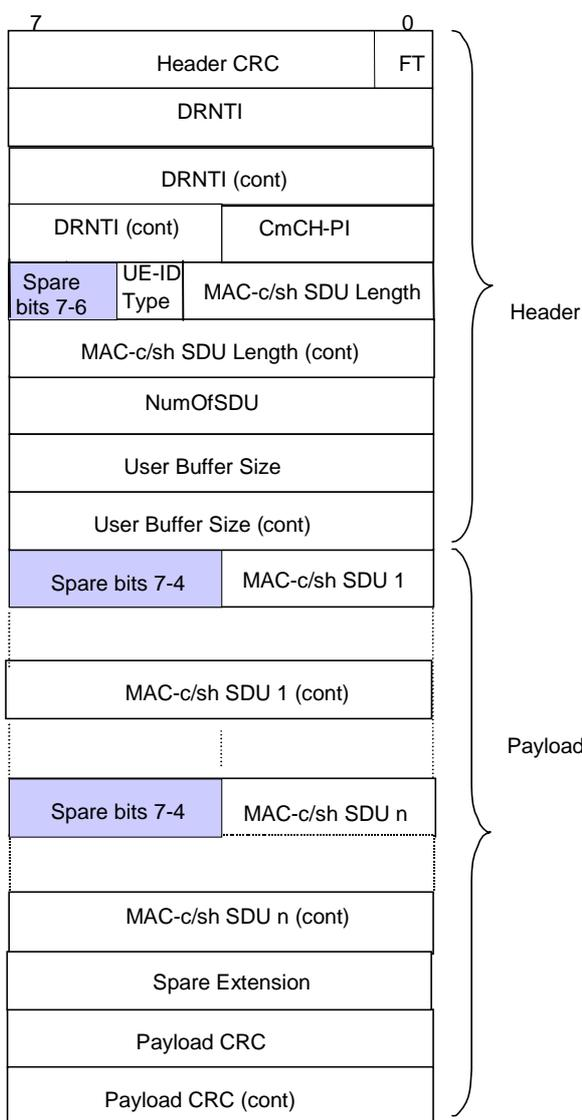 7 0
Header CRC FT
DRNTI
DRNTI (cont)
DRNTI (cont) CmCH-PI
Spare
bits 7-6
UE-ID
Type
MAC-c/sh SDU Length
Header
MAC-c/sh SDU Length (cont)
NumOfSDU
User Buffer Size
User Buffer Size (cont)
Spare bits 7-4 MAC-c/sh SDU 1
MAC-c/sh SDU 1 (cont)
Payload
Spare bits 7-4 MAC-c/sh SDU n
MAC-c/sh SDU n (cont)
Spare Extension
Payload CRC
Payload CRC (cont)